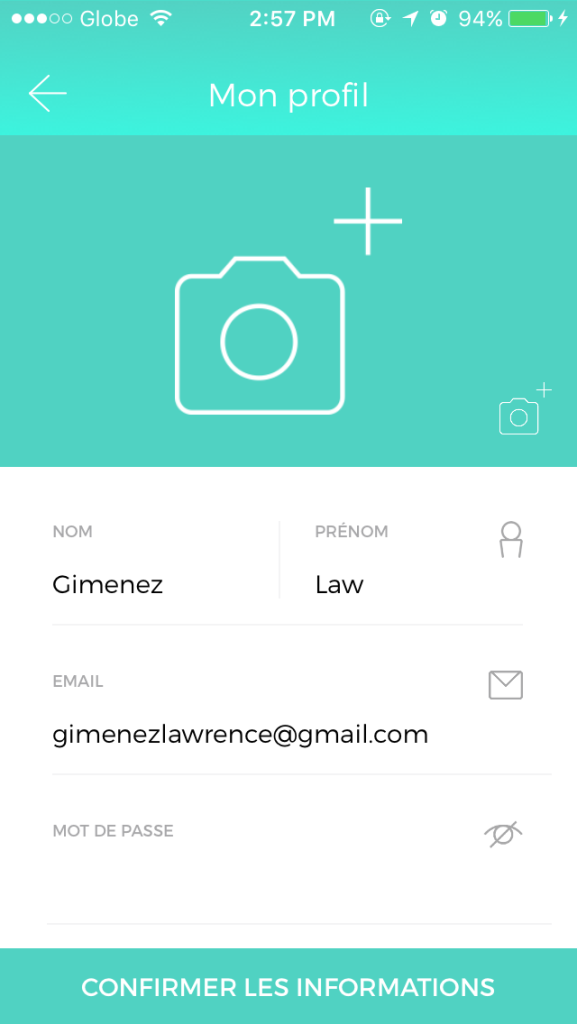 Globe 2:57 PM 94%
Mon profil
NOM PRÉNOM
Gimenez Law
EMAIL
gimenezlawrence@gmail.com
MOT DE PASSE
CONFIRMER LES INFORMATIONS